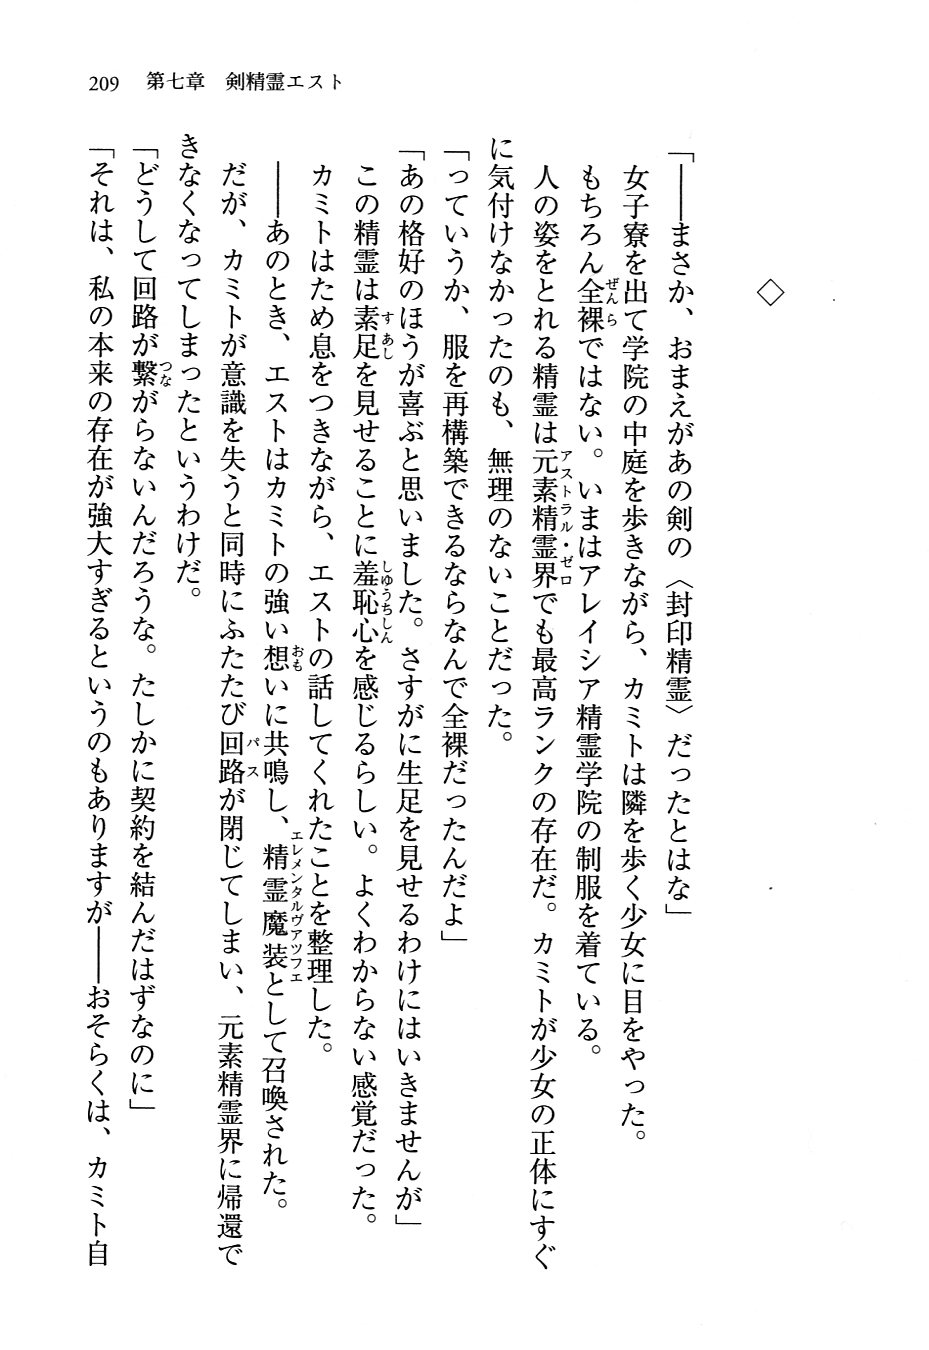 209　第七章　剣精霊エスト
◇
「――まさか、おまえがあの剣の〈封印精霊〉だったとはな」
女子寮を出て学院の中庭を歩きながら、カミトは隣を歩く少女に目をやった。
もちろん全裸ではない。いまはアレイシア精霊学院の制服を着ている。
人の姿をとれる精霊は元素精霊界でも最高ランクの存在だ。カミトが少女の正体にすぐ
に気付けなかったのも、無理のないことだった。
「っていうか、服を再構築できるならなんで全裸だったんだよ」
「あの格好のほうが喜ぶと思いました。さすがに生足を見せるわけにはいきませんが」
この精霊は素足を見せることに羞恥心を感じるらしい。よくわからない感覚だった。
カミトはため息をつきながら、エストの話してくれたことを整理した。
――あのとき、エストはカミトの強い想いに共鳴し、精霊魔装として召喚された。
だが、カミトが意識を失うと同時にふたたび回路が閉じてしまい、元素精霊界に帰還で
きなくなってしまったというわけだ。
「どうして回路が繋がらないんだろうな。たしかに契約を結んだはずなのに」
「それは、私の本来の存在が強大すぎるというのもありますが――おそらくは、カミト自